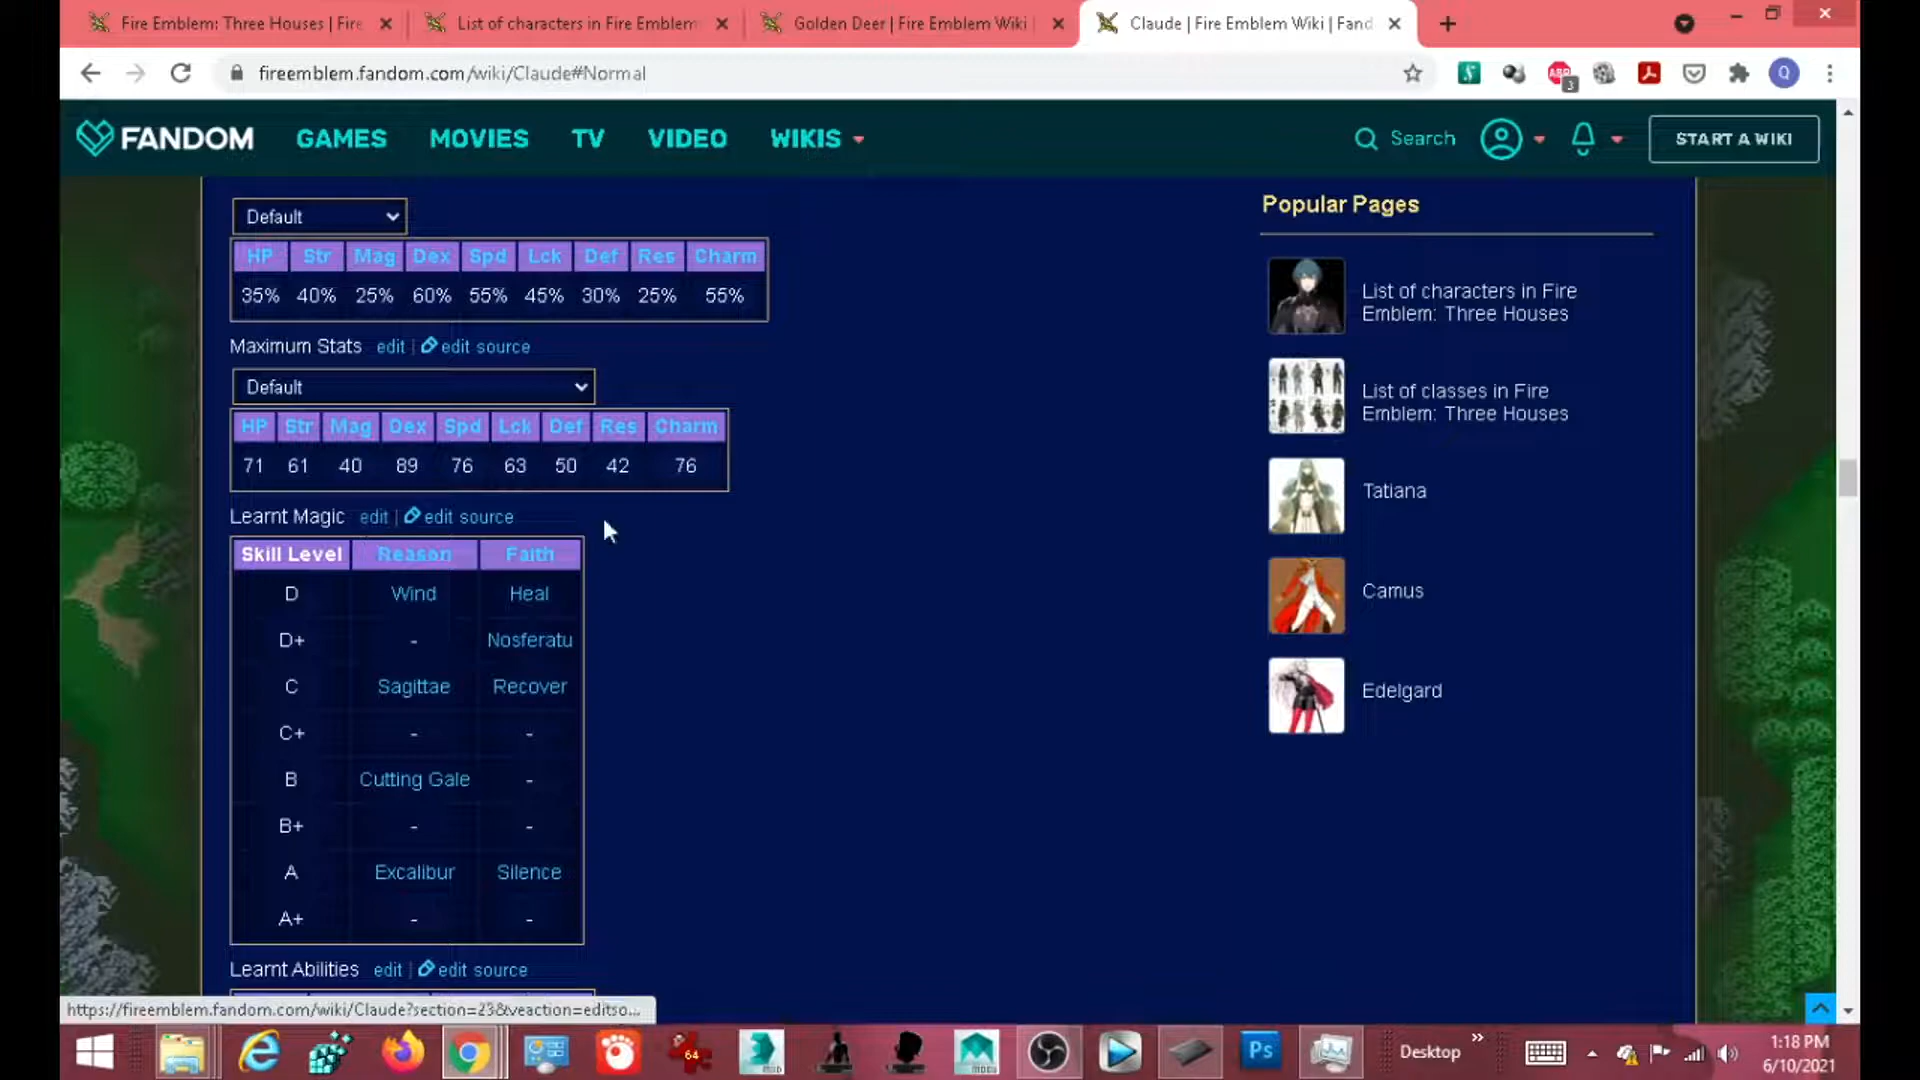 Fire Emblem: Three Houses | Fire
List of characters in Fire Emblem:
Golden Deer | Fire Emblem Wiki |
Claude | Fire Emblem Wiki | Fand
fireemblem.fandom.com/wiki/Claude#Normal
ABP
3
Q
FANDOM
GAMES
MOVIES
TV
VIDEO
WIKIS
Search
START A WIKI
Default
HP Str Mag Dex Spd Lck Def Res Charm
35% 40% 25% 60% 55% 45% 30% 25% 55%
Maximum Stats edit | edit source
Default
HP Str Mag Dex Spd Lck Def Res Charm
71 61 40 89 76 63 50 42 76
Learnt Magic edit | edit source
Skill Level Reason Faith
D Wind Heal
D+ - Nosferatu
C Sagittae Recover
C+ - -
B Cutting Gale -
B+ - -
A Excalibur Silence
A+ - -
Learnt Abilities edit | edit source
Popular Pages
List of characters in Fire
Emblem: Three Houses
List of classes in Fire
Emblem: Three Houses
Tatiana
Camus
Edelgard
https://fireemblem.fandom.com/wiki/Claude?section=23&veaction=editso...
64
Ps
Desktop
1:18 PM
6/10/2021